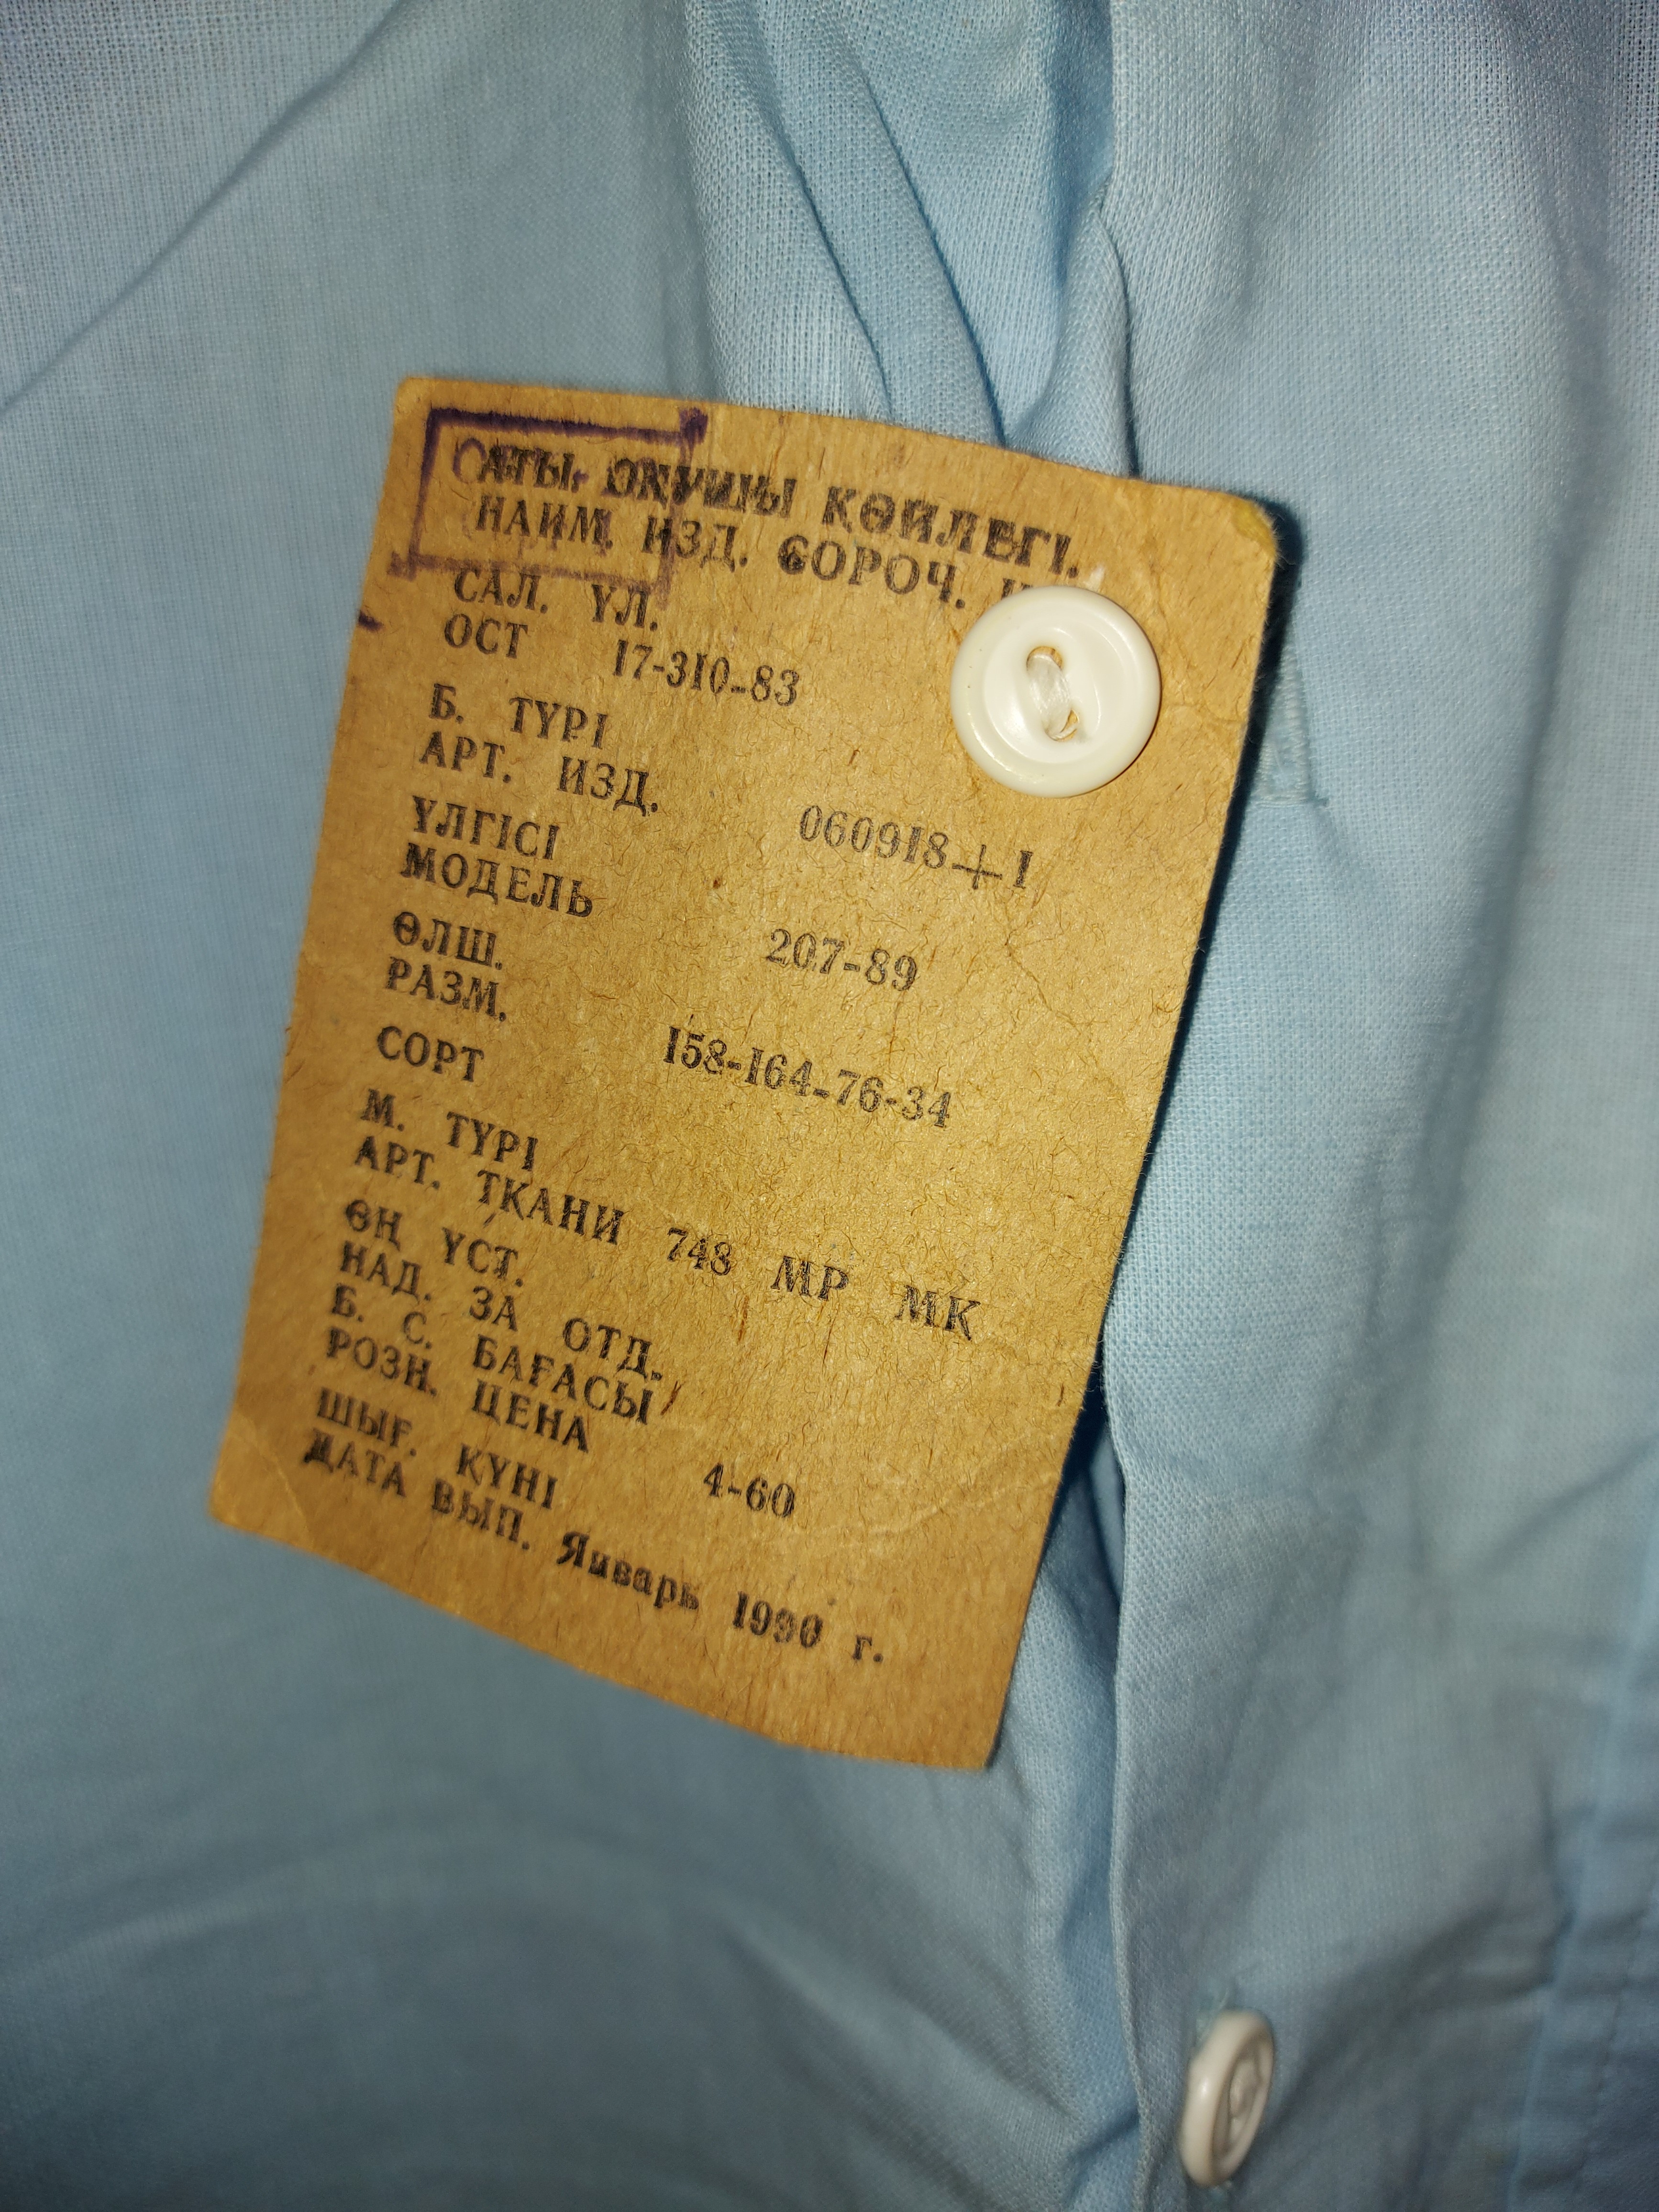 АТЫ. ОКУШЫ КӨЙЛЕГІ.
НАИМ. ИЗД. СОРОЧ.
САЛ. ҮЛ.
ОСТ 17-310-83
Б. ТҮРІ
АРТ. ИЗД. 060918+1
ҮЛГІСІ
МОДЕЛЬ 207-89
ӨЛШ.
РАЗМ. 158-164-76-34
СОРТ
М. ТҮРІ
АРТ. ТКАНИ 748 МР МК
ӨҢ ҮСТ.
НАД. ЗА ОТД.
Б. С. БАҒАСЫ
РОЗН. ЦЕНА 4-60
ШЫҒ. КҮНІ
ДАТА ВЫП. Январь 1990 г.